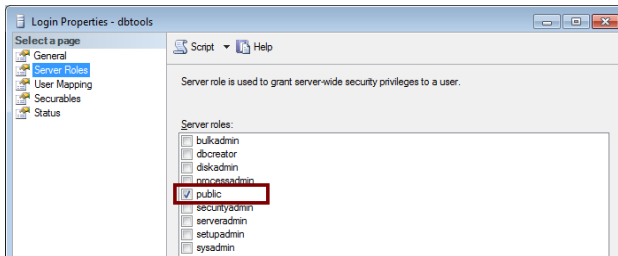 Login Properties - dbtools
Select a page
General
Server Roles
User Mapping
Securables
Status
Script Help
Server role is used to grant server-wide security privileges to a user.
Server roles:
bulkadmin
dbcreator
diskadmin
processadmin
public
securityadmin
serveradmin
setupadmin
sysadmin